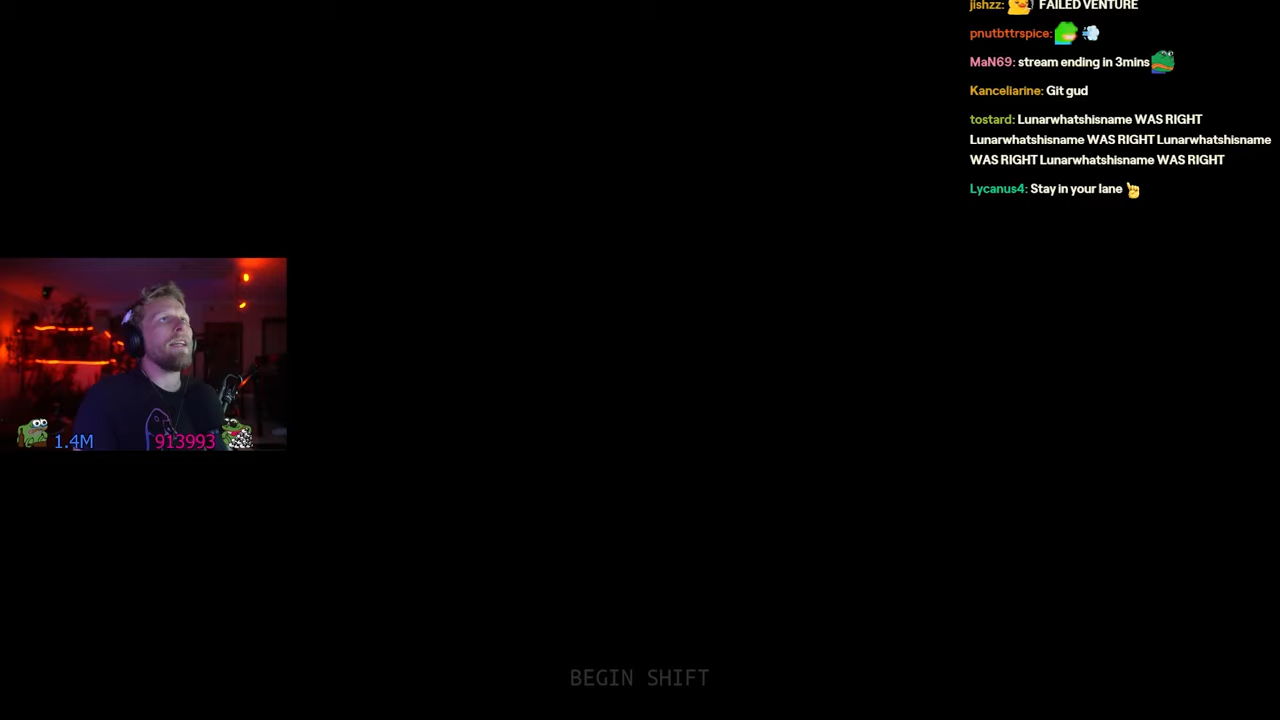 jishzz: FAILED VENTURE
pnutbttrspice:
MaN69: stream ending in 3mins
Kanceliarine: Git gud
tostard: Lunarwhatshisname WAS RIGHT
Lunarwhatshisname WAS RIGHT Lunarwhatshisname
WAS RIGHT Lunarwhatshisname WAS RIGHT
Lycanus4: Stay in your lane
1.4M
913993
BEGIN SHIFT